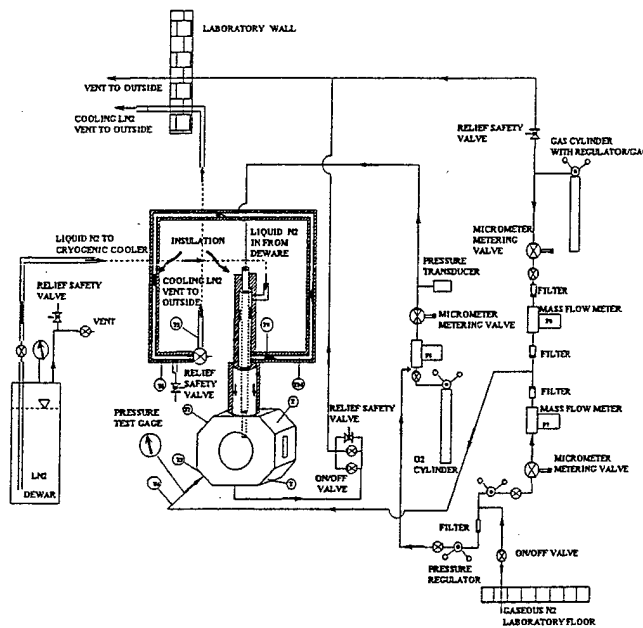 LABORATORY WALL
VENT TO OUTSIDE
COOLING LN2
VENT TO OUTSIDE
RELIEF SAFETY
VALVE
GAS CYLINDER
WITH REGULATOR/GAG
LIQUID N2 TO
CRYOGENIC COOLER
INSULATION
LIQUID N2
IN FROM
DEWARE
COOLING LN2
VENT TO
OUTSIDE
RELIEF SAFETY
VALVE
VENT
PRESSURE
TRANSDUCER
MICROMETER
METERING VALVE
MICROMETER
METERING VALVE
FILTER
MASS FLOW METER
FILTER
FILTER
MASS FLOW METER
MICROMETER
METERING VALVE
RELIEF
SAFETY
VALVE
PRESSURE
TEST GAGE
RELIEF SAFETY
VALVE
ON/OFF
VALVE
O2
CYLINDER
LN2
DEWAR
FILTER
PRESSURE
REGULATOR
ON/OFF VALVE
GASEOUS N2
LABORATORY FLOOR